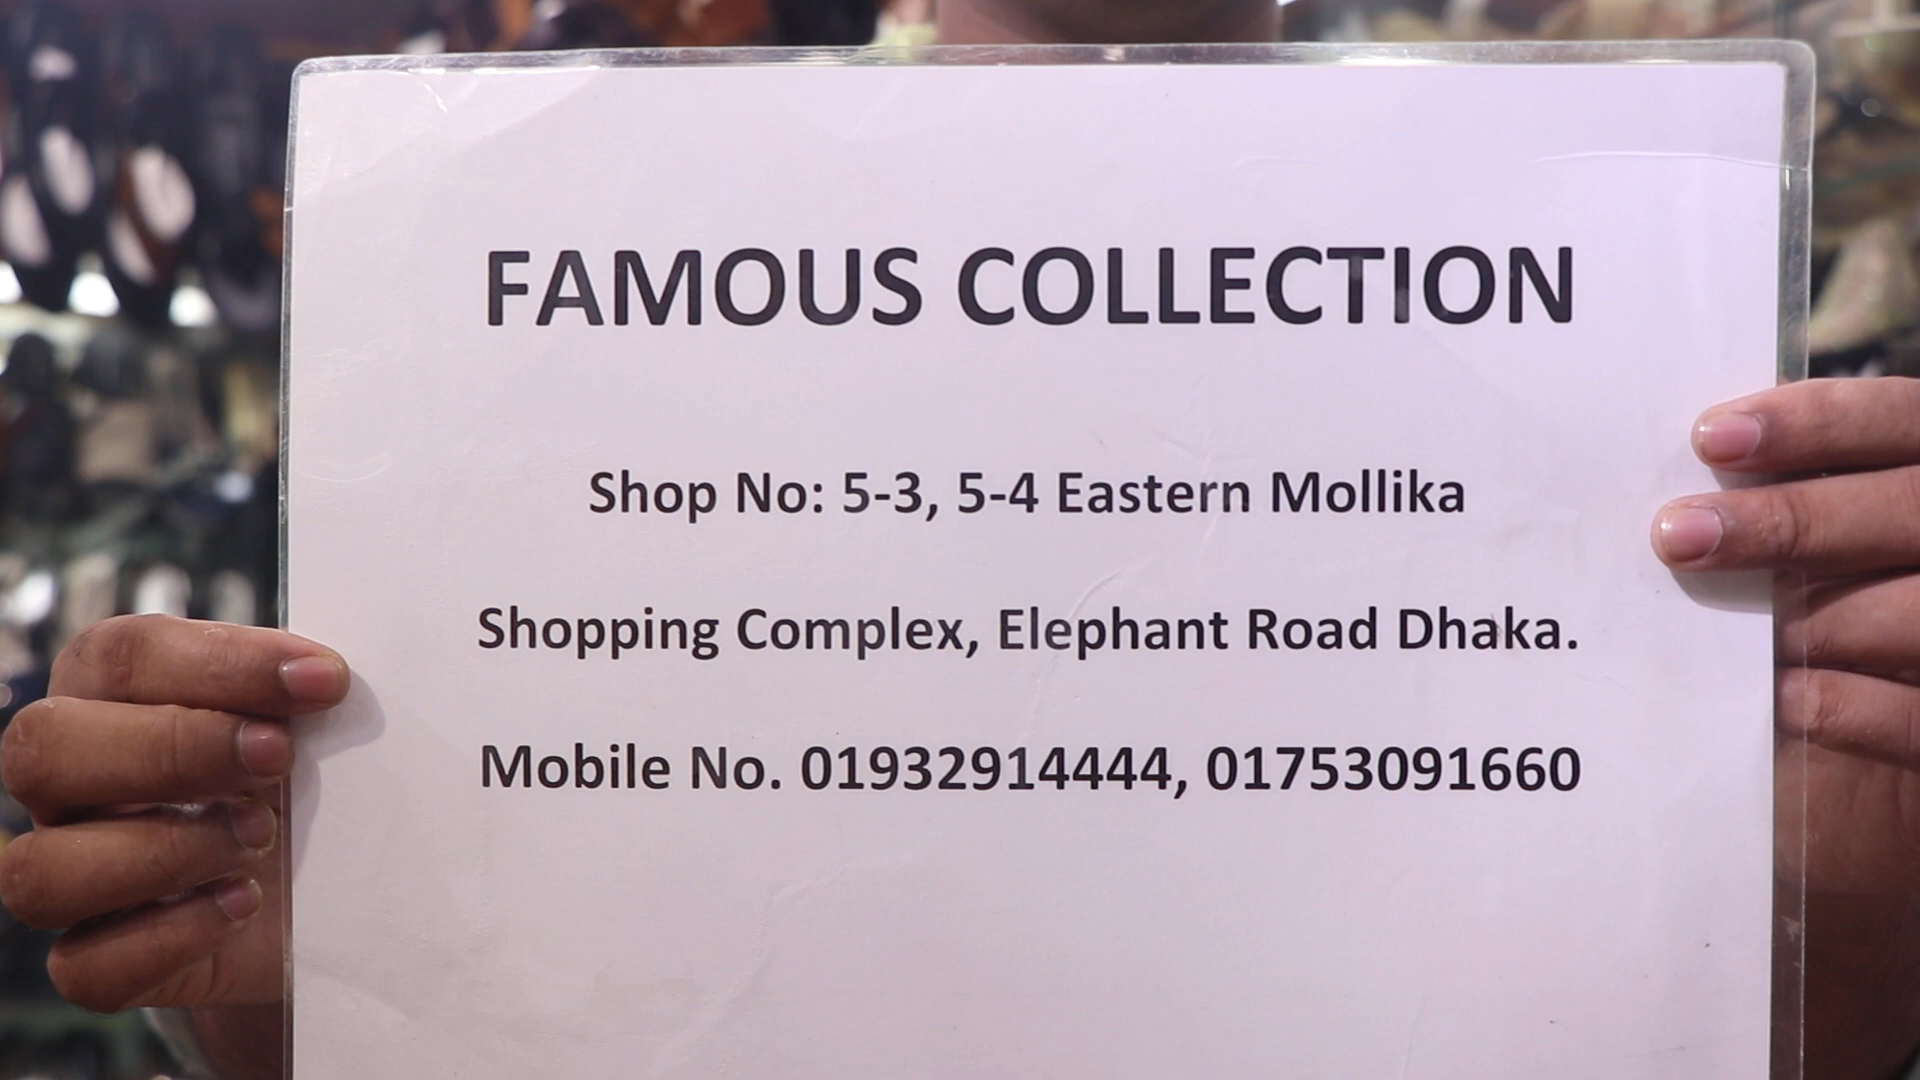 FAMOUS COLLECTION
Shop No: 5-3, 5-4 Eastern Mollika
Shopping Complex, Elephant Road Dhaka.
Mobile No. 01932914444, 01753091660